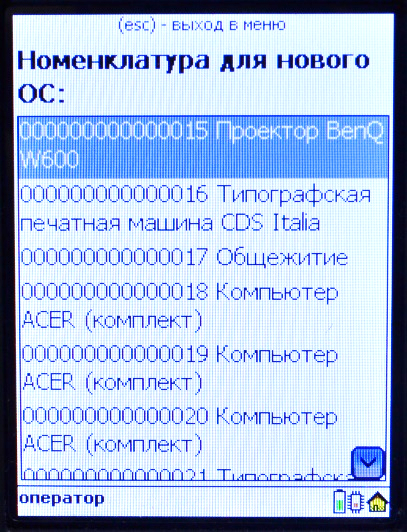 (esc) - выход в меню
Номенклатура для нового
ОС:
000000000000015 Проектор BenQ
W600
000000000000016 Типографская
печатная машина CDS Italia
000000000000017 Общежитие
000000000000018 Компьютер
ACER (комплект)
000000000000019 Компьютер
ACER (комплект)
000000000000020 Компьютер
ACER (комплект)
000000000000021 Типографска
оператор